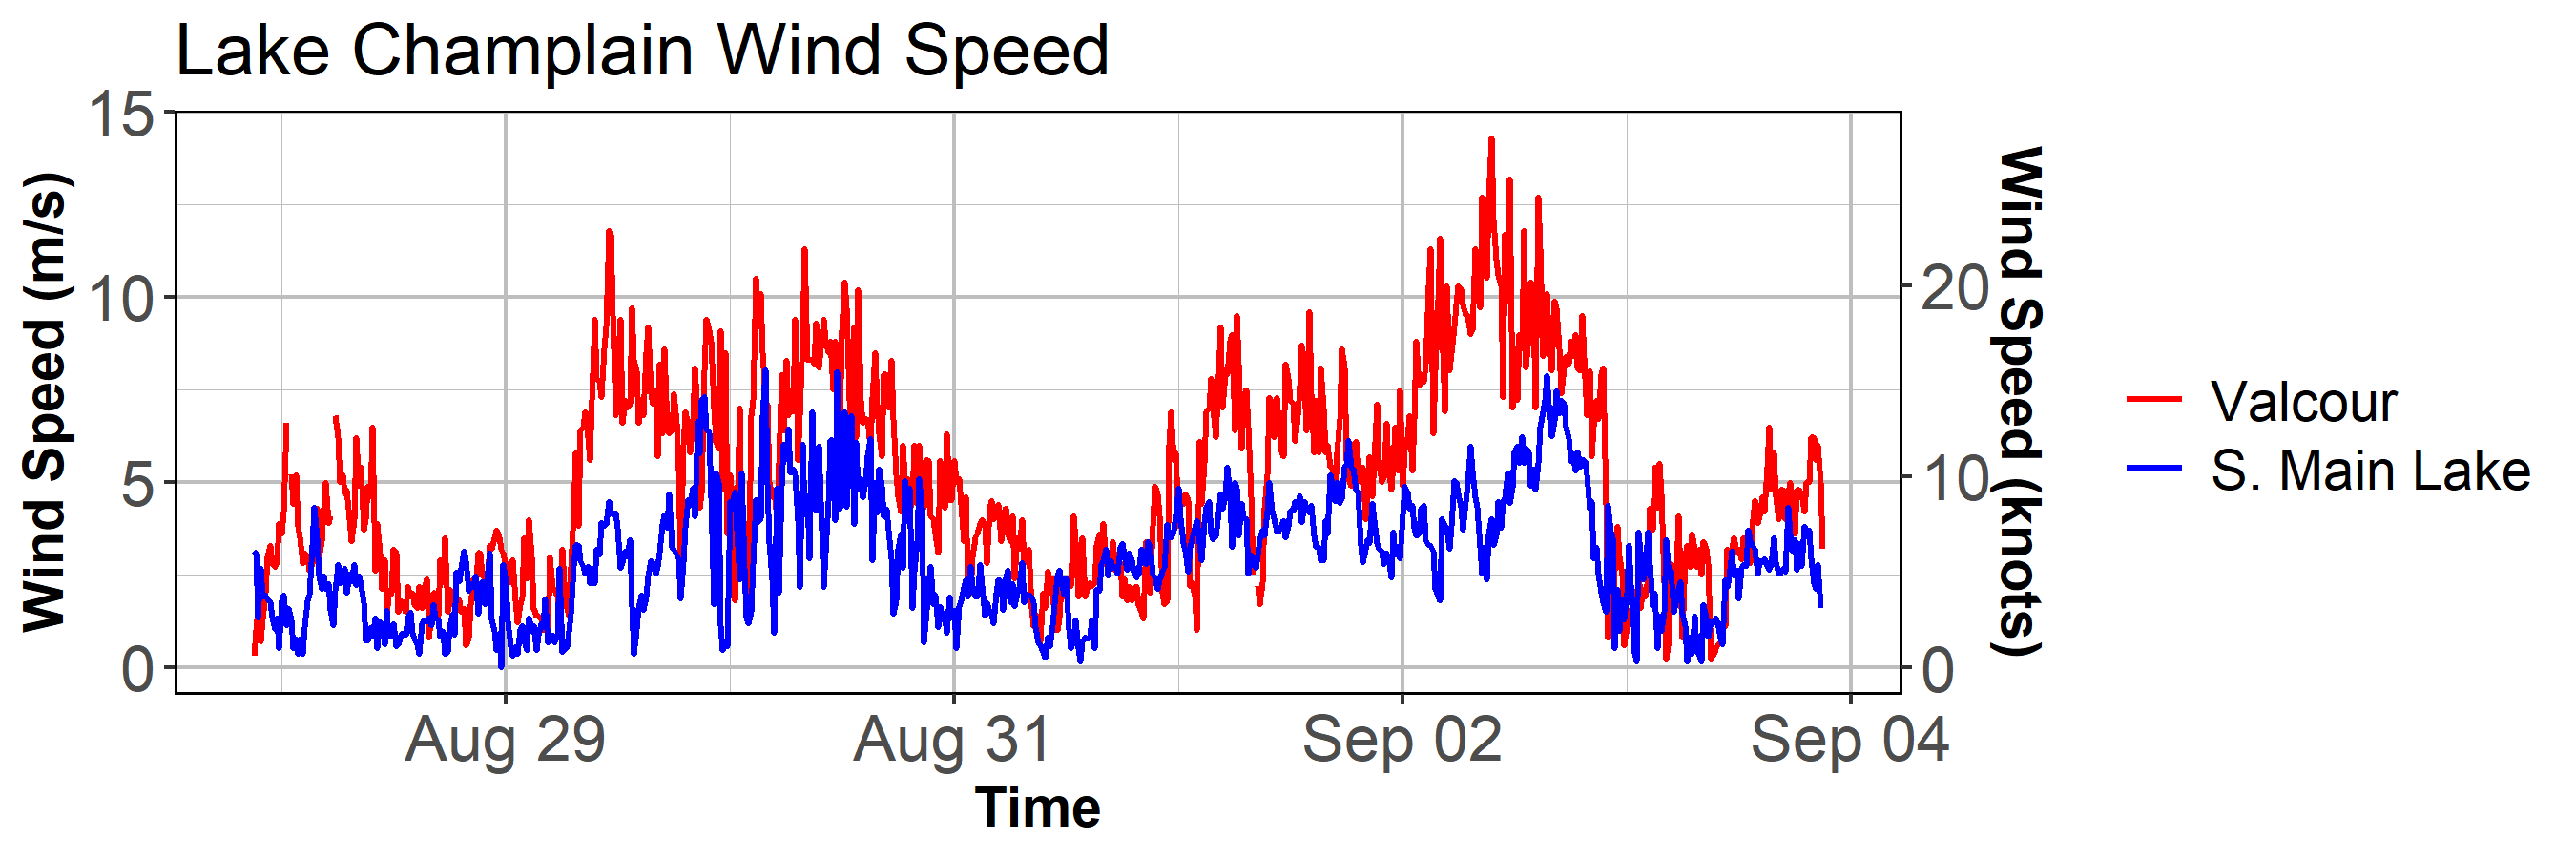 Lake Champlain Wind Speed
Wind Speed (m/s)
15
10
5
0
Wind Speed (knots)
20
10
0
Aug 29
Aug 31
Sep 02
Sep 04
Time
Valcour
S. Main Lake